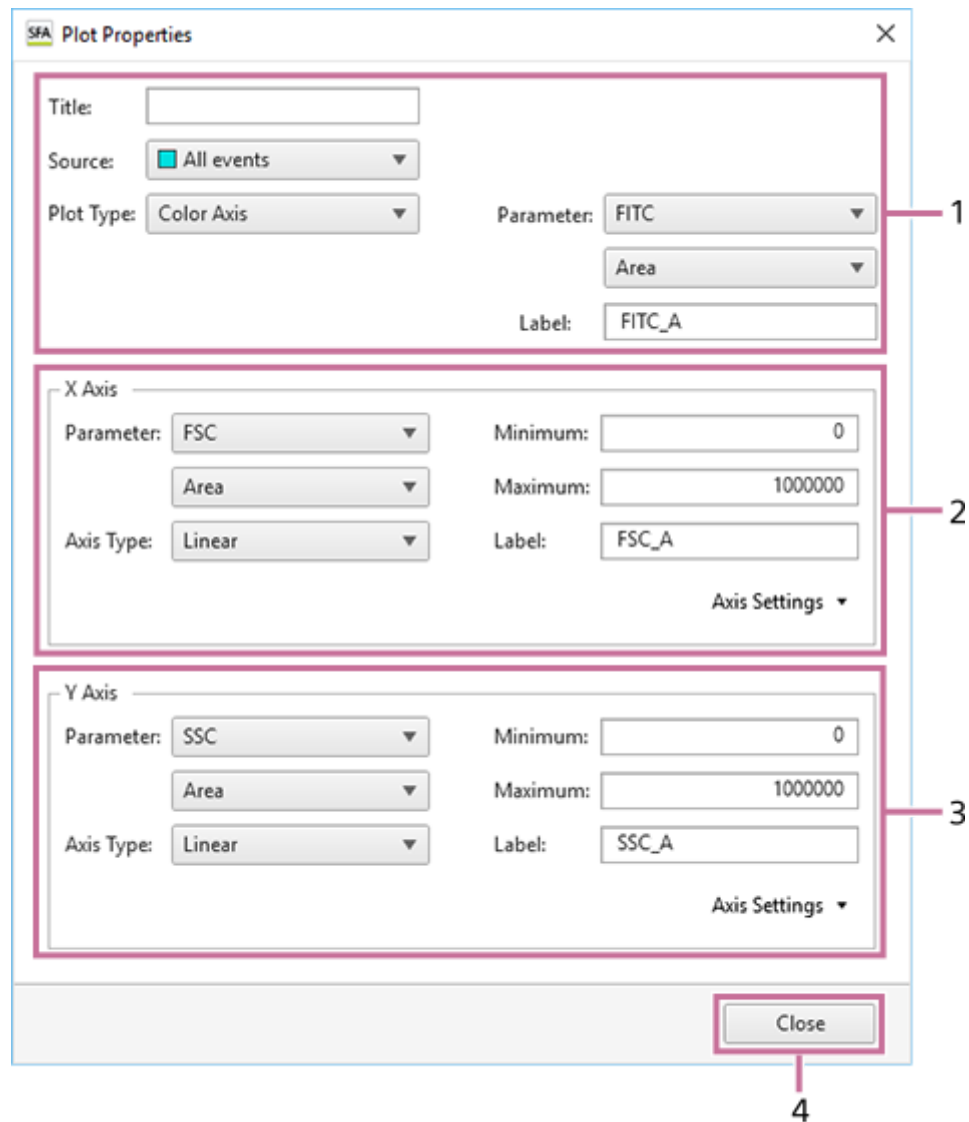 SFA Plot Properties
Title:
Source: All events
Plot Type: Color Axis Parameter: FITC
Area
Label: FITC_A
1
X Axis
Parameter: FSC Minimum: 0
Area Maximum: 1000000
Axis Type: Linear Label: FSC_A
Axis Settings
2
Y Axis
Parameter: SSC Minimum: 0
Area Maximum: 1000000
Axis Type: Linear Label: SSC_A
Axis Settings
3
Close
4